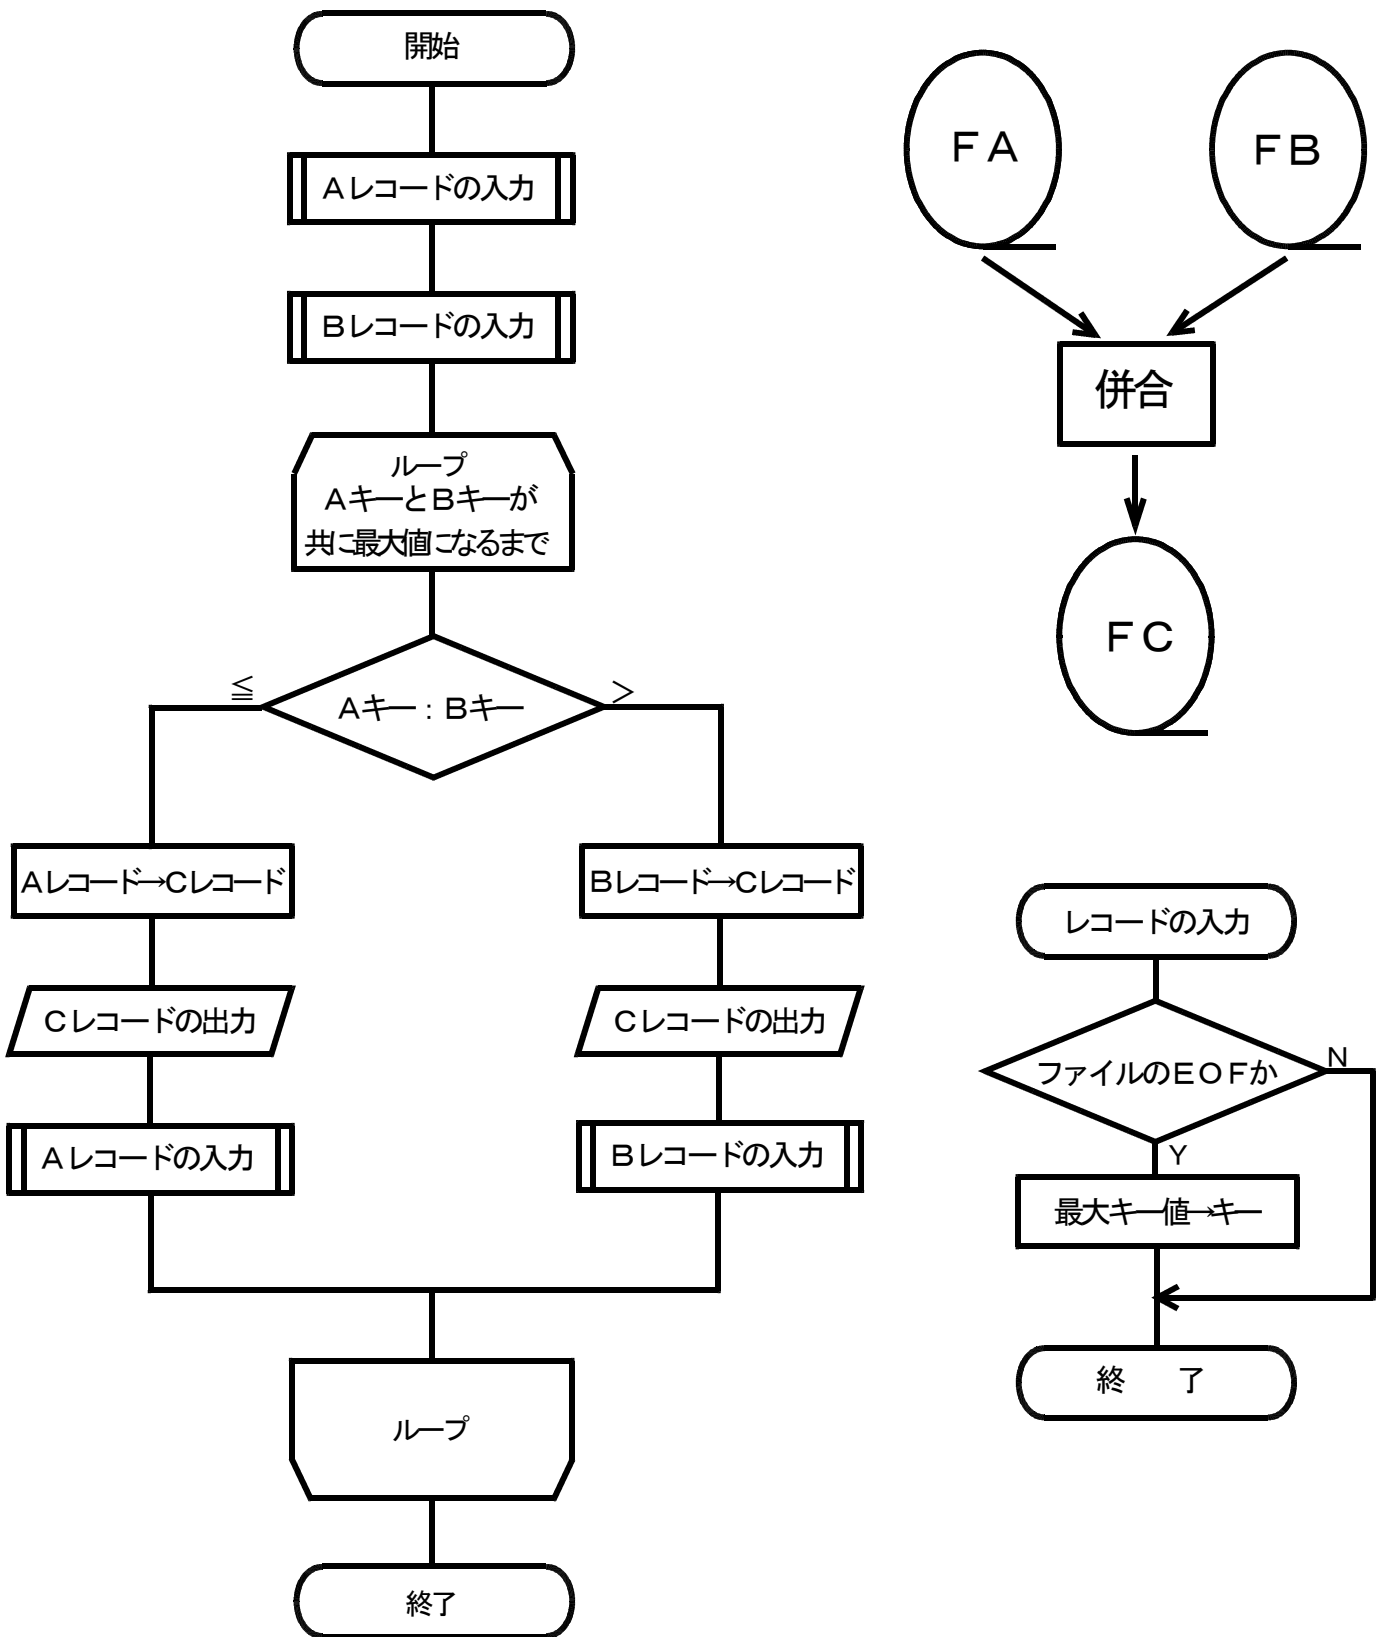 開始
Aレコードの入力
Bレコードの入力
ループ
AキーとBキーが
共に最大値になるまで
≦
Aキー：Bキー
＞
Aレコード→Cレコード
Bレコード→Cレコード
Cレコードの出力
Cレコードの出力
Aレコードの入力
Bレコードの入力
ループ
終了
FA
FB
併合
FC
レコードの入力
ファイルのEOFか
N
Y
最大キー値→キー
終　了